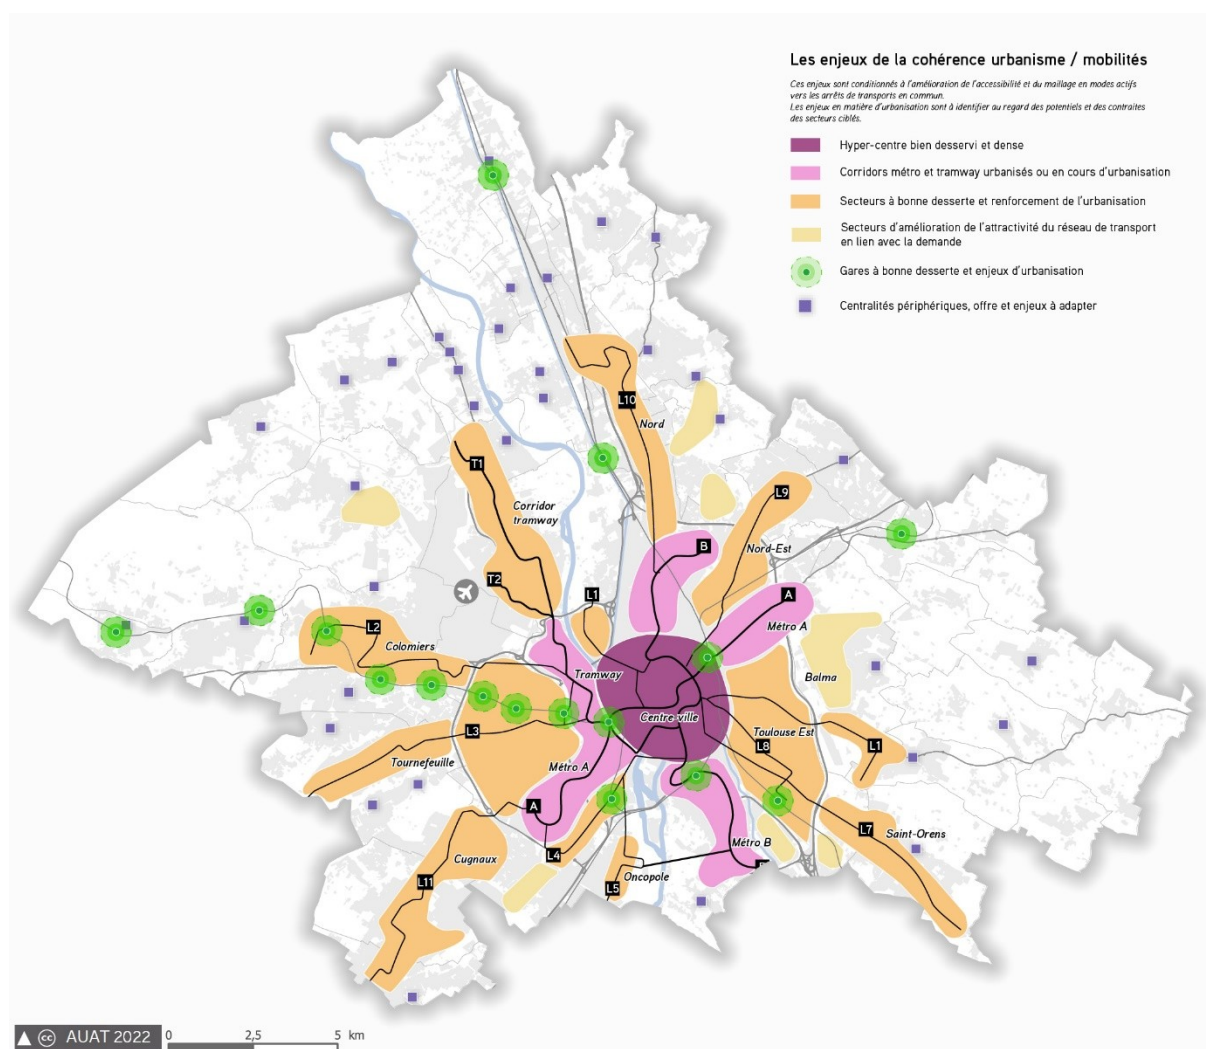 Les enjeux de la cohérence urbanisme / mobilités
Ces enjeux sont conditionnés à l'amélioration de l'accessibilité et du maillage en modes actifs
vers les arrêts de transports en commun.
Les enjeux en matière d'urbanisation sont à identifier au regard des potentiels et des contraites
des secteurs ciblés.
Hyper-centre bien desservi et dense
Corridors métro et tramway urbanisés ou en cours d'urbanisation
Secteurs à bonne desserte et renforcement de l'urbanisation
Secteurs d'amélioration de l'attractivité du réseau de transport
en lien avec la demande
Gares à bonne desserte et enjeux d'urbanisation
Centralités périphériques, offre et enjeux à adapter
L10
Nord
T1
L9
Corridor
tramway
B
Nord-Est
T2
L1
A
Métro A
L2
Colomiers
Tramway
Balma
Centre-ville
L3
Toulouse Est
L8
L1
Tournefeuille
Métro A
A
L7
Saint-Orens
Métro B
L4
Cugnaux
Oncopole
L11
L5
AUAT 2022
0
2,5
5 km